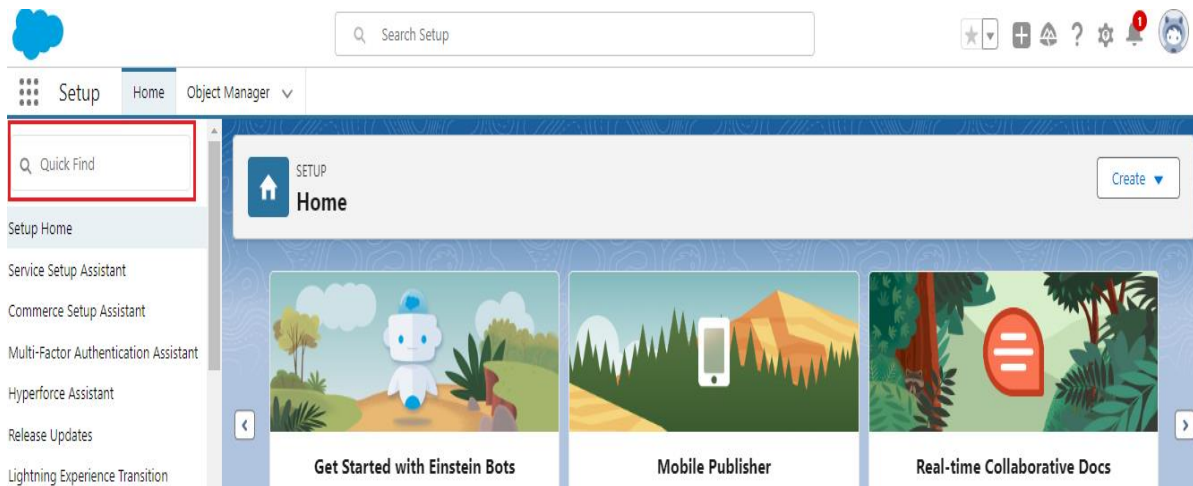 Search Setup
1
Setup
Home
Object Manager
Quick Find
SETUP
Home
Create
Setup Home
Service Setup Assistant
Commerce Setup Assistant
Multi-Factor Authentication Assistant
Hyperforce Assistant
Release Updates
Lightning Experience Transition
Get Started with Einstein Bots
Mobile Publisher
Real-time Collaborative Docs